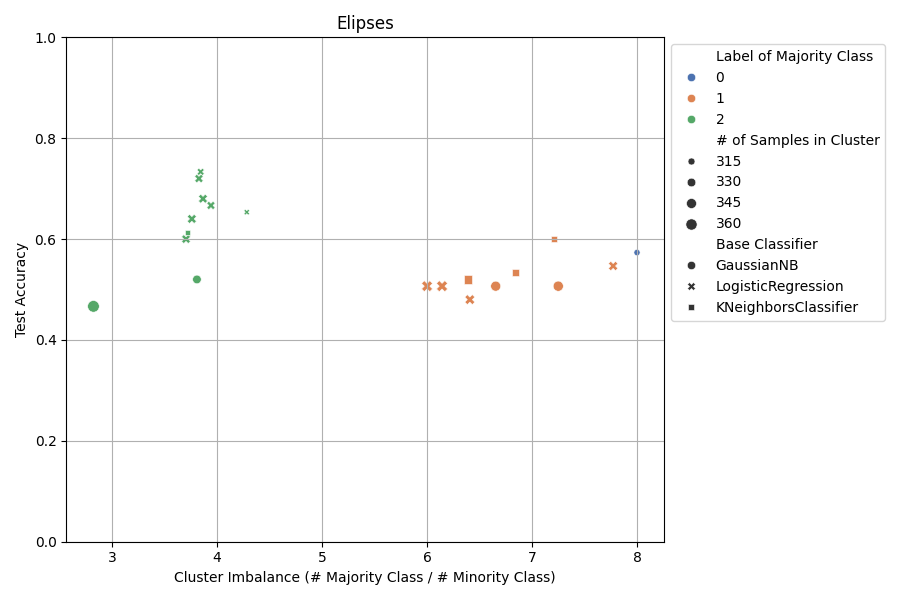 Elipses
1.0
0.8
0.6
0.4
0.2
0.0
Test Accuracy
3 4 5 6 7 8
Cluster Imbalance (# Majority Class / # Minority Class)
Label of Majority Class
0
1
2
# of Samples in Cluster
315
330
345
360
Base Classifier
GaussianNB
LogisticRegression
KNeighborsClassifier